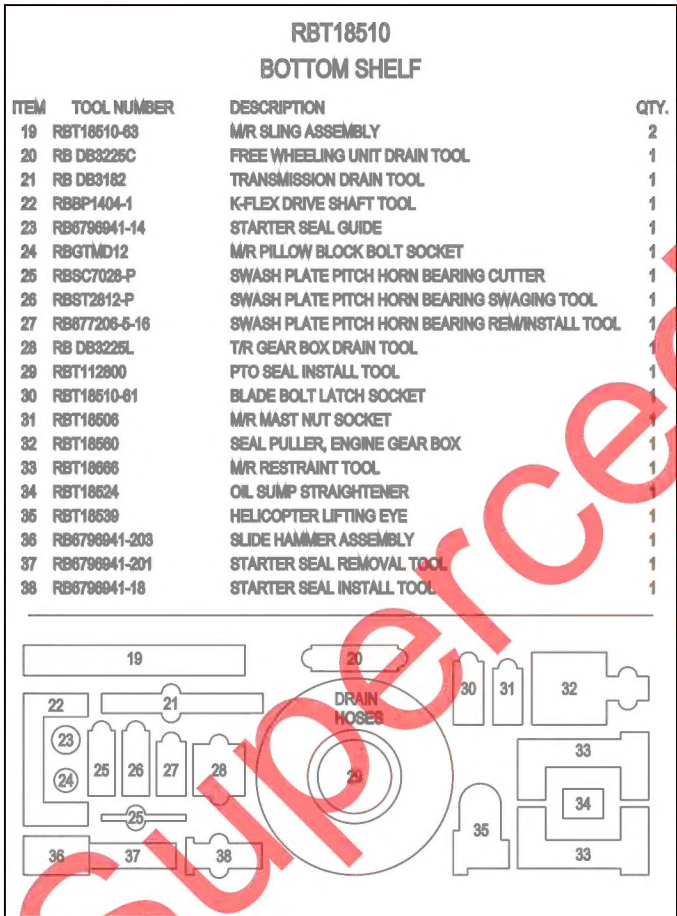 RBT18510
BOTTOM SHELF
ITEM TOOL NUMBER DESCRIPTION QTY.
19 RBT18510-63 M/R SLING ASSEMBLY 2
20 RB DB3225C FREE WHEELING UNIT DRAIN TOOL 1
21 RB DB3182 TRANSMISSION DRAIN TOOL 1
22 RBBP1404-1 K-FLEX DRIVE SHAFT TOOL 1
23 RB6796941-14 STARTER SEAL GUIDE 1
24 RBGTMD12 M/R PILLOW BLOCK BOLT SOCKET 1
25 RBSC7026-P SWASH PLATE PITCH HORN BEARING CUTTER 1
26 RBST2812-P SWASH PLATE PITCH HORN BEARING SWAGING TOOL 1
27 RB677206-5-16 SWASH PLATE PITCH HORN BEARING REM/INSTALL TOOL 1
28 RB DB3225L T/R GEAR BOX DRAIN TOOL 1
29 RBT112800 PTO SEAL INSTALL TOOL 1
30 RBT18510-61 BLADE BOLT LATCH SOCKET 1
31 RBT18506 M/R MAST NUT SOCKET 1
32 RBT18560 SEAL PULLER, ENGINE GEAR BOX 1
33 RBT18666 M/R RESTRAINT TOOL 1
34 RBT18524 OIL SUMP STRAIGHTENER 1
35 RBT18539 HELICOPTER LIFTING EYE 1
36 RB6796941-203 SLIDE HAMMER ASSEMBLY 1
37 RB6796941-201 STARTER SEAL REMOVAL TOOL 1
38 RB6796941-18 STARTER SEAL INSTALL TOOL 1
19 20
22 21 DRAIN 30 31 32
HOSES
23 33
24 25 26 27 28 29
34
25 35
36 37 38 33
Superce